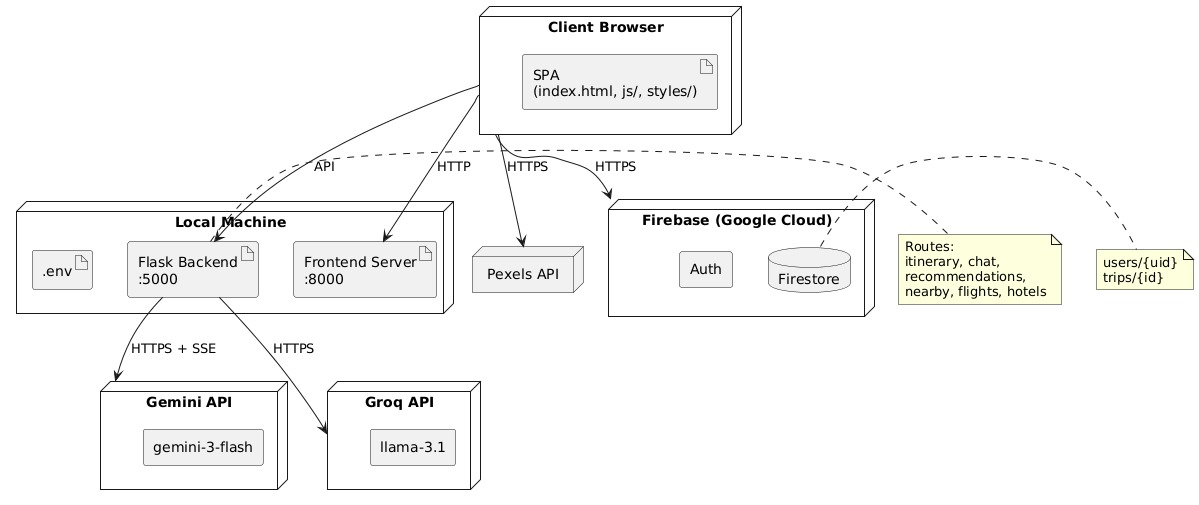 Client Browser
SPA
(index.html, js/, styles/)
API
HTTP
HTTPS
HTTPS
Local Machine
.env
Flask Backend
:5000
Frontend Server
:8000
Pexels API
Firebase (Google Cloud)
Auth
Firestore
Routes:
itinerary, chat,
recommendations,
nearby, flights, hotels
users/{uid}
trips/{id}
HTTPS + SSE
HTTPS
Gemini API
gemini-3-flash
Groq API
llama-3.1